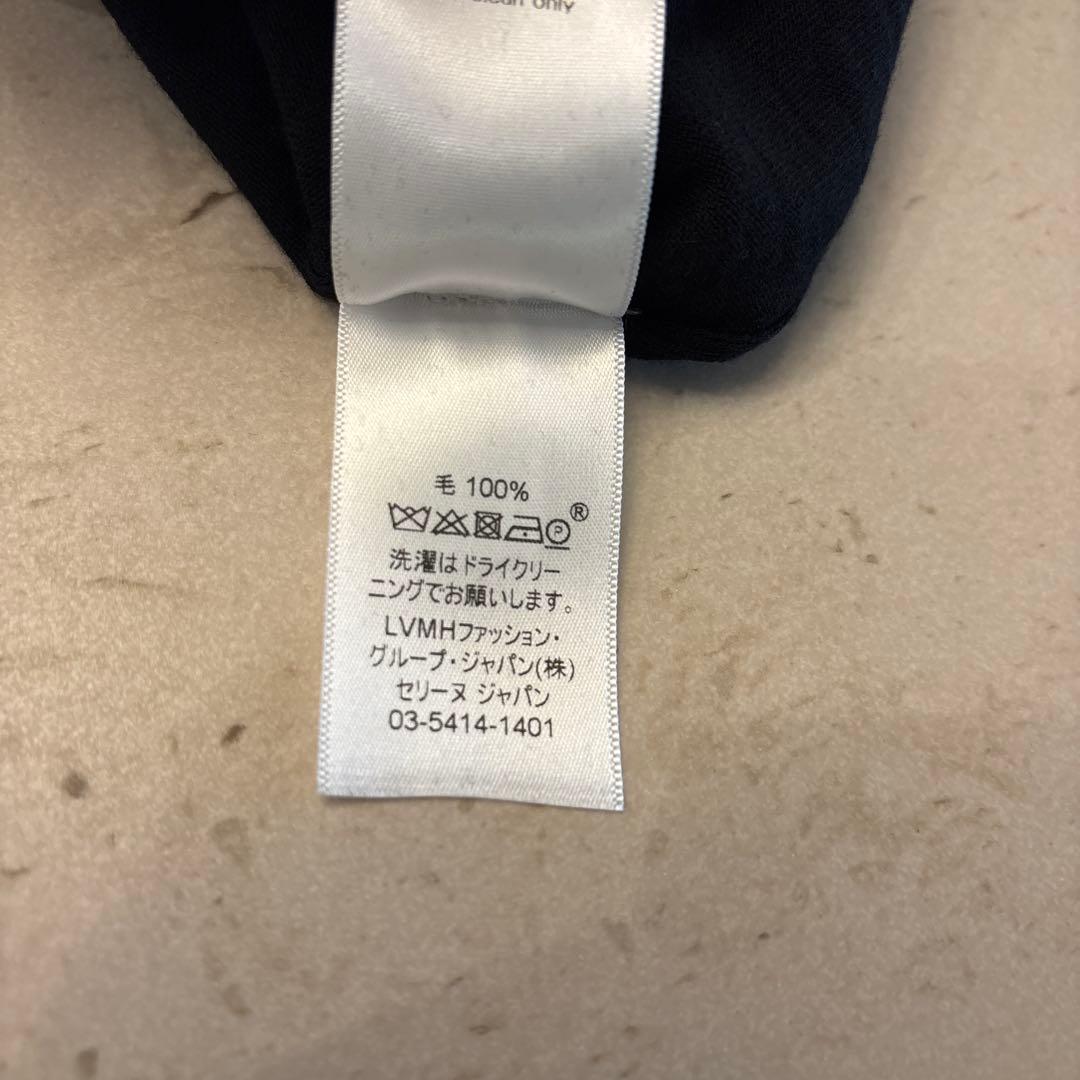 clean only
毛 100%
P ®
洗濯はドライクリー
ニングでお願いします。
LVMHファッション・
グループ・ジャパン(株)
セリーヌ ジャパン
03-5414-1401